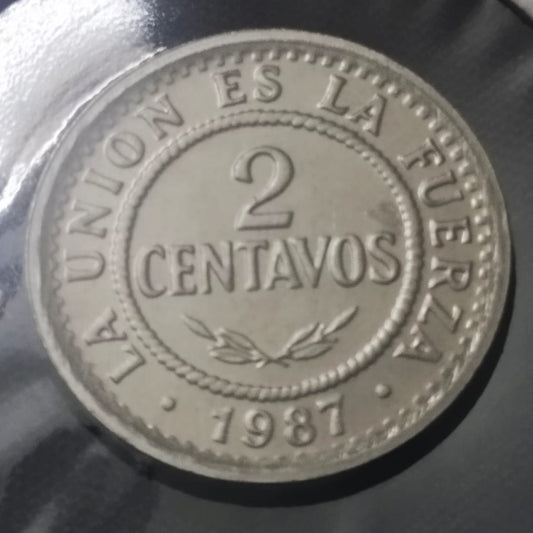 LA UNION ES LA FUERZA
2
CENTAVOS
· 1987 ·